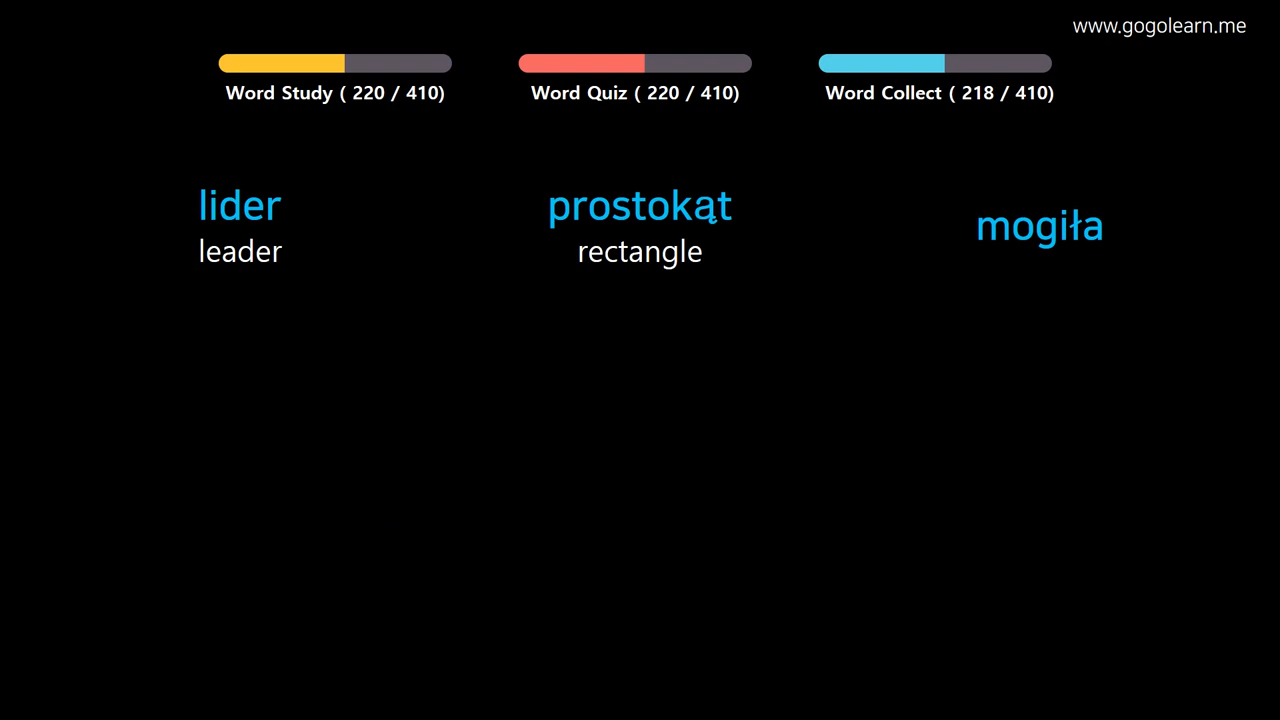 www.gogolearn.me
Word Study ( 220 / 410)
Word Quiz ( 220 / 410)
Word Collect ( 218 / 410)
lider
leader
prostokąt
rectangle
mogiła